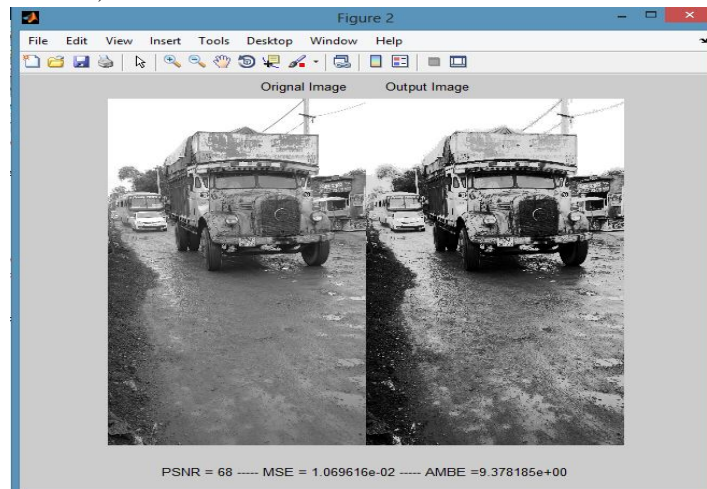 Figure 2
File Edit View Insert Tools Desktop Window Help
Orignal Image Output Image
PSNR = 68 ----- MSE = 1.069616e-02 ----- AMBE =9.378185e+00